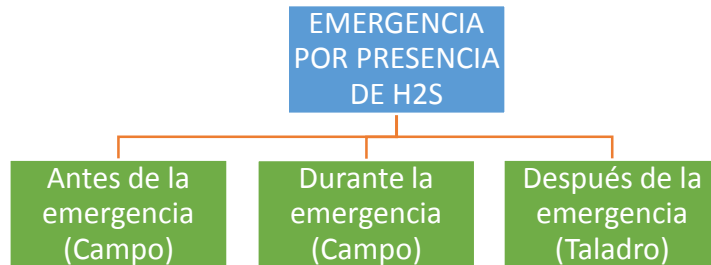 EMERGENCIA
POR PRESENCIA
DE H2S
Antes de la
emergencia
(Campo)
Durante la
emergencia
(Campo)
Después de la
emergencia
(Taladro)